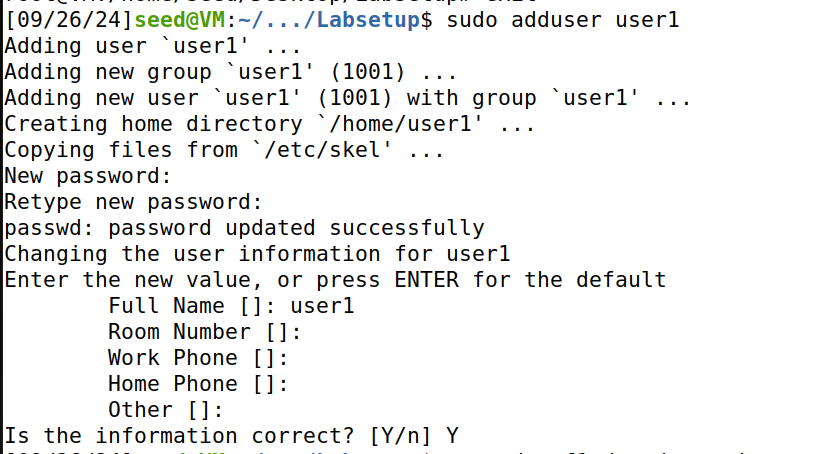 [09/26/24]seed@VM:~/.../Labsetup$ sudo adduser user1
Adding user `user1' ...
Adding new group `user1' (1001) ...
Adding new user `user1' (1001) with group `user1' ...
Creating home directory `/home/user1' ...
Copying files from `/etc/skel' ...
New password:
Retype new password:
passwd: password updated successfully
Changing the user information for user1
Enter the new value, or press ENTER for the default
        Full Name []: user1
        Room Number []:
        Work Phone []:
        Home Phone []:
        Other []:
Is the information correct? [Y/n] Y